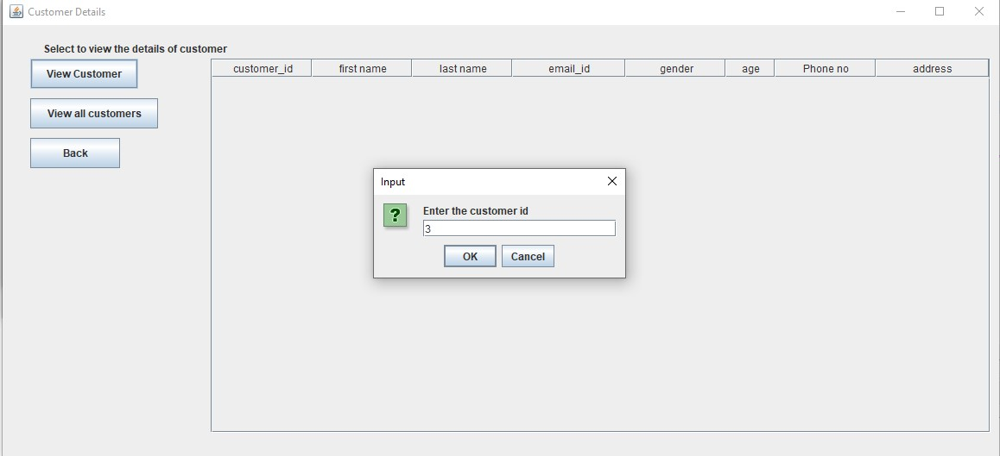 Customer Details
Select to view the details of customer
View Customer
View all customers
Back
customer_id first name last name email_id gender age Phone no address
Input
?
Enter the customer id
3
OK Cancel